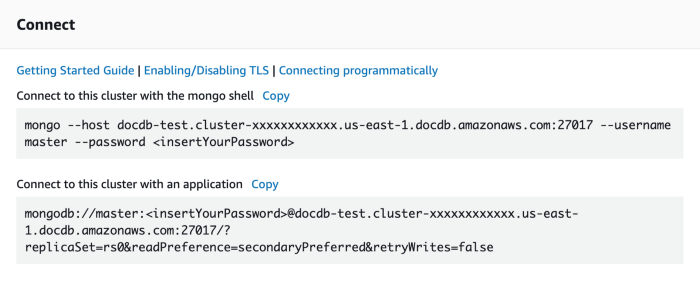 Connect
Getting Started Guide | Enabling/Disabling TLS | Connecting programmatically
Connect to this cluster with the mongo shell Copy
mongo --host docdb-test.cluster-xxxxxxxxxxxx.us-east-1.docdb.amazonaws.com:27017 --username
master --password <insertYourPassword>
Connect to this cluster with an application Copy
mongodb://master:<insertYourPassword>@docdb-test.cluster-xxxxxxxxxxxx.us-east-
1.docdb.amazonaws.com:27017/?
replicaSet=rs0&readPreference=secondaryPreferred&retryWrites=false